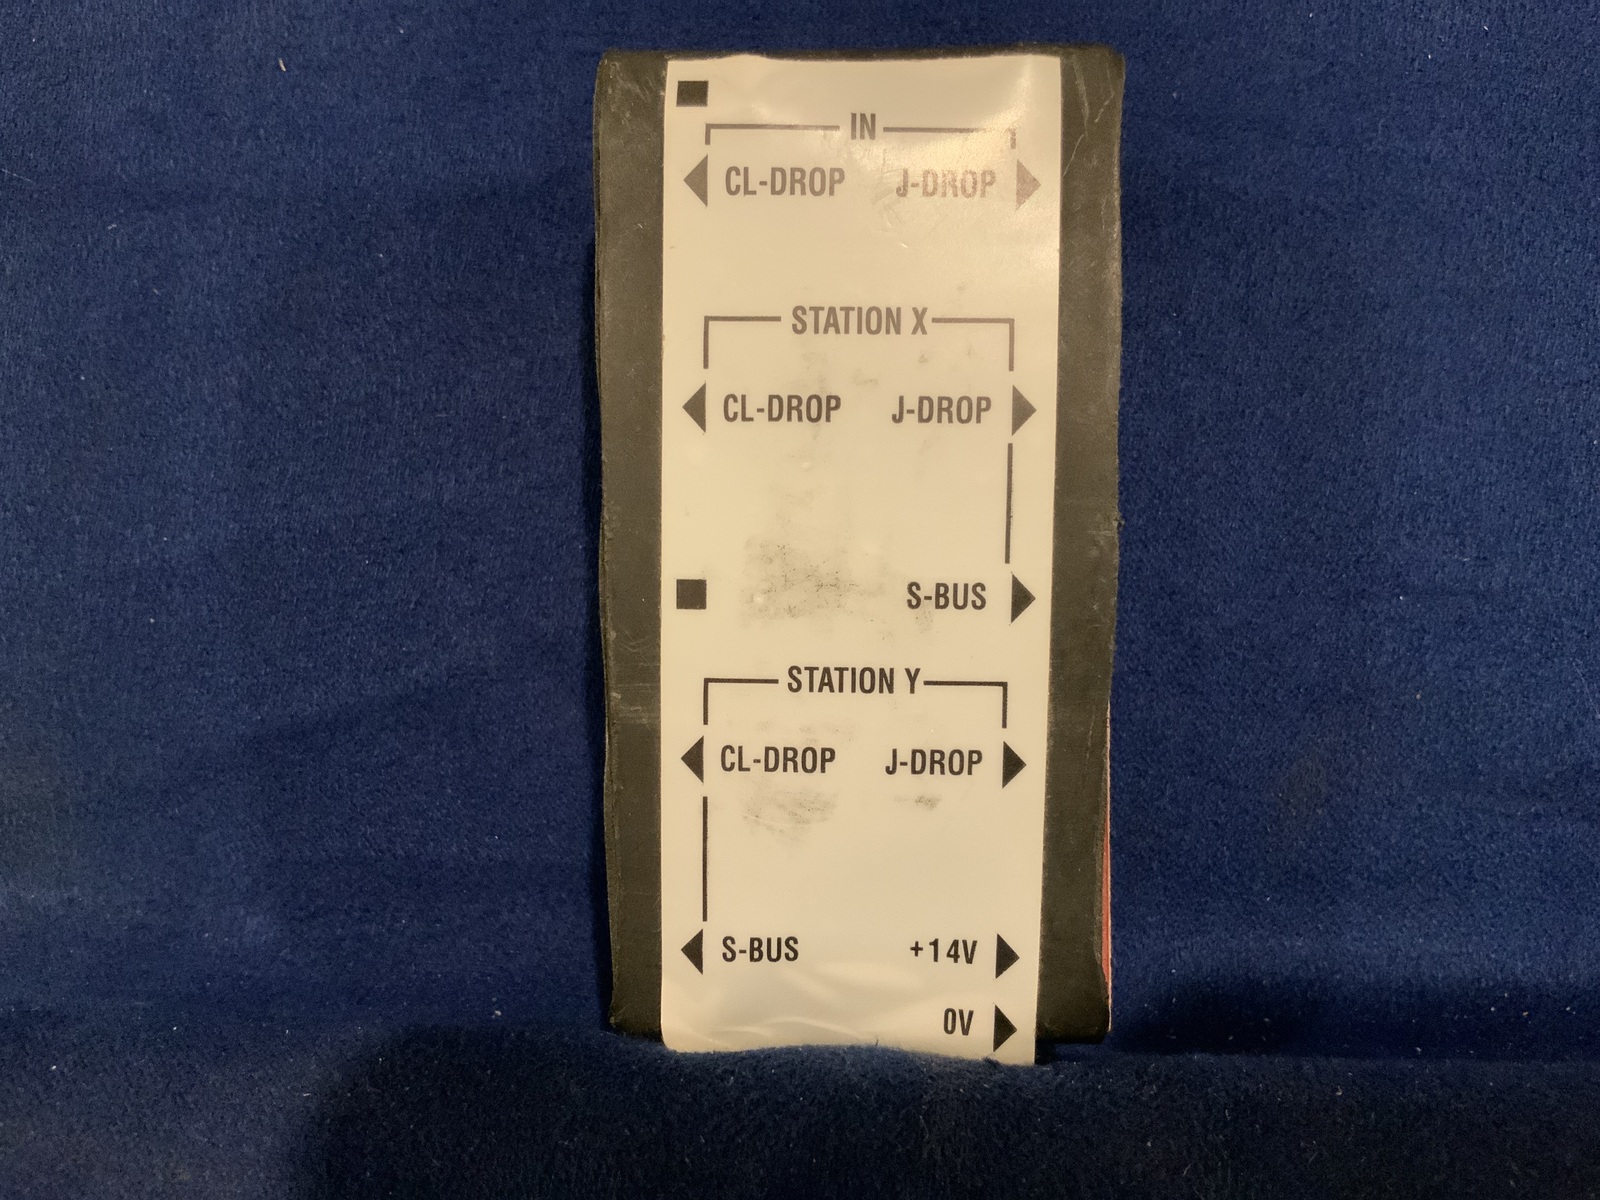 IN
CL-DROP J-DROP
STATION X
CL-DROP J-DROP
S-BUS
STATION Y
CL-DROP J-DROP
S-BUS +14V
0V